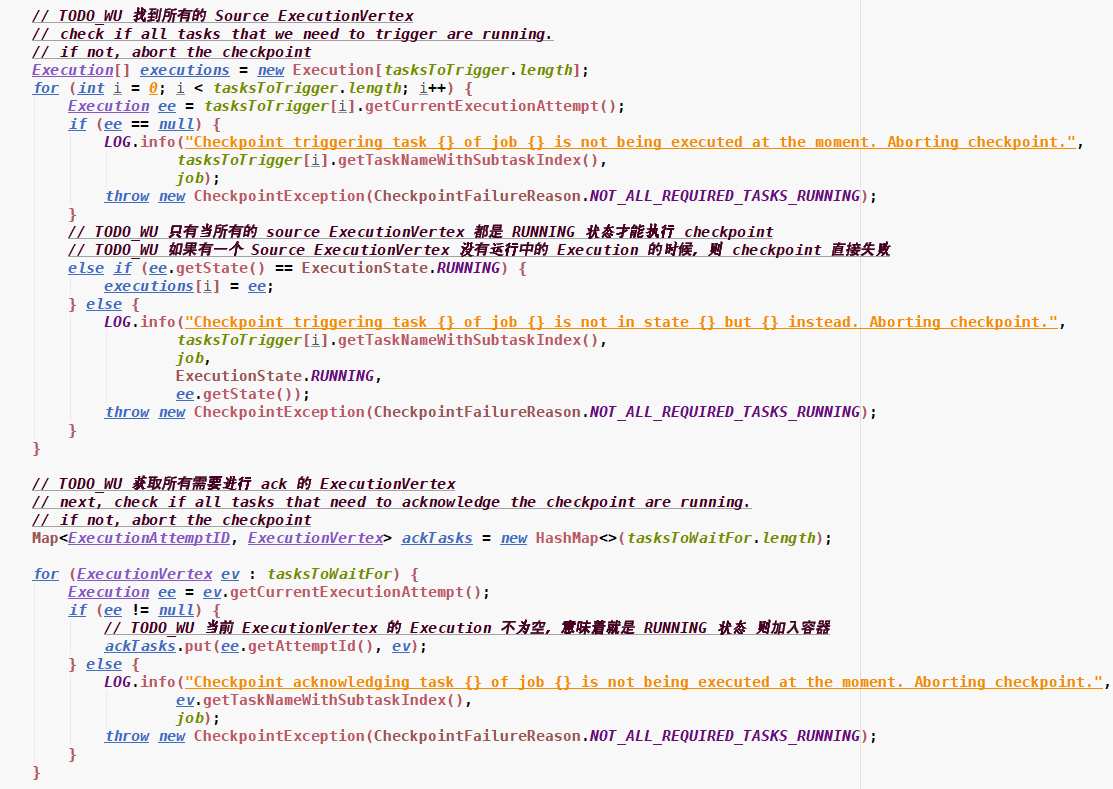 // TODO_WU 找到所有的 Source ExecutionVertex
// check if all tasks that we need to trigger are running.
// if not, abort the checkpoint
Execution[] executions = new Execution[tasksToTrigger.length];
for (int i = 0; i < tasksToTrigger.length; i++) {
Execution ee = tasksToTrigger[i].getCurrentExecutionAttempt();
if (ee == null) {
LOG.info("Checkpoint triggering task {} of job {} is not being executed at the moment. Aborting checkpoint.",
tasksToTrigger[i].getTaskNameWithSubtaskIndex(),
job);
throw new CheckpointException(CheckpointFailureReason.NOT_ALL_REQUIRED_TASKS_RUNNING);
}
// TODO_WU 只有当所有的 source ExecutionVertex 都是 RUNNING 状态才能执行 checkpoint
// TODO_WU 如果有一个 Source ExecutionVertex 没有运行中的 Execution 的时候, 则 checkpoint 直接失败
else if (ee.getState() == ExecutionState.RUNNING) {
executions[i] = ee;
} else {
LOG.info("Checkpoint triggering task {} of job {} is not in state {} but {} instead. Aborting checkpoint.",
tasksToTrigger[i].getTaskNameWithSubtaskIndex(),
job,
ExecutionState.RUNNING,
ee.getState());
throw new CheckpointException(CheckpointFailureReason.NOT_ALL_REQUIRED_TASKS_RUNNING);
}
}
// TODO_WU 获取所有需要进行 ack 的 ExecutionVertex
// next, check if all tasks that need to acknowledge the checkpoint are running.
// if not, abort the checkpoint
Map<ExecutionAttemptID, ExecutionVertex> ackTasks = new HashMap<>(tasksToWaitFor.length);
for (ExecutionVertex ev : tasksToWaitFor) {
Execution ee = ev.getCurrentExecutionAttempt();
if (ee != null) {
// TODO_WU 当前 ExecutionVertex 的 Execution 不为空, 意味着就是 RUNNING 状态 则加入容器
ackTasks.put(ee.getAttemptId(), ev);
} else {
LOG.info("Checkpoint acknowledging task {} of job {} is not being executed at the moment. Aborting checkpoint.",
ev.getTaskNameWithSubtaskIndex(),
job);
throw new CheckpointException(CheckpointFailureReason.NOT_ALL_REQUIRED_TASKS_RUNNING);
}
}